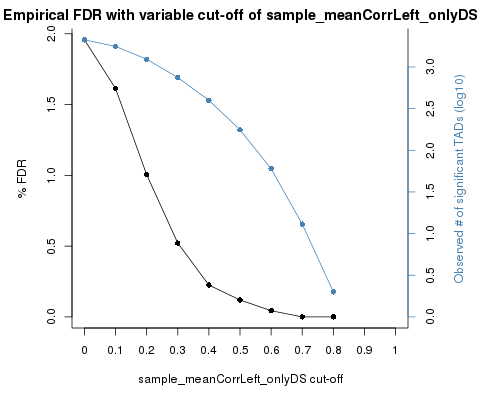 Empirical FDR with variable cut-off of sample_meanCorrLeft_onlyDS
% FDR
2.0
1.5
1.0
0.5
0.0
0 0.1 0.2 0.3 0.4 0.5 0.6 0.7 0.8 0.9 1
sample_meanCorrLeft_onlyDS cut-off
3.0
2.5
2.0
1.5
1.0
0.5
0.0
Observed # of significant TADs (log10)